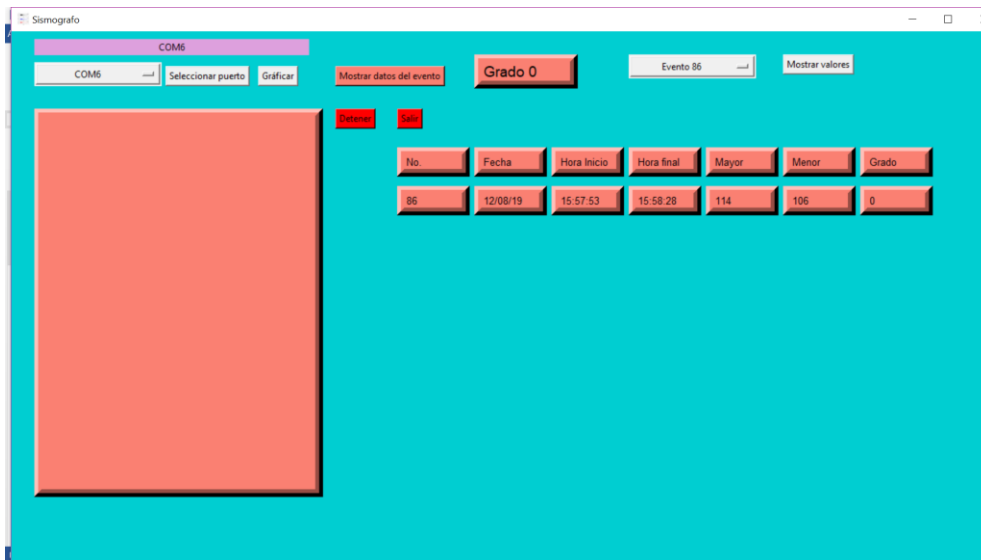 Sismografo
COM6
COM6 Seleccionar puerto Gráficar Mostrar datos del evento Grado 0 Evento 86 Mostrar valores
Detener Salir
No. Fecha Hora Inicio Hora final Mayor Menor Grado
86 12/08/19 15:57:53 15:58:28 114 106 0